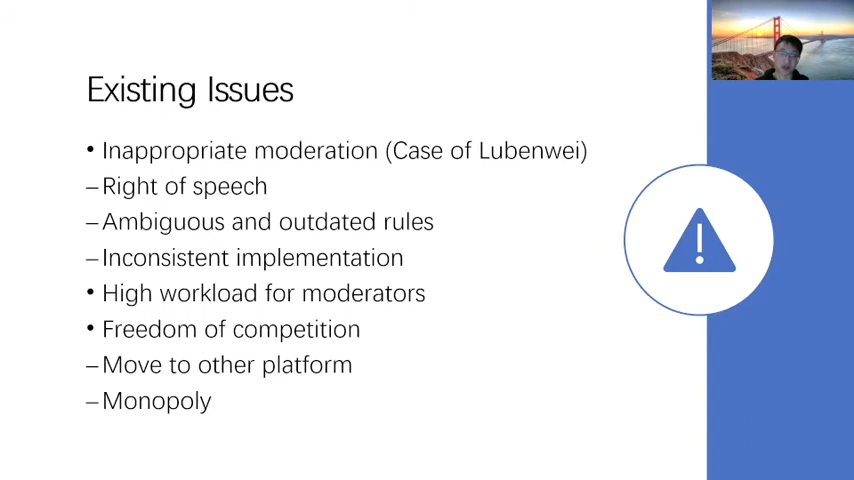 Existing Issues
• Inappropriate moderation (Case of Lubenwei)
–Right of speech
–Ambiguous and outdated rules
–Inconsistent implementation
• High workload for moderators
• Freedom of competition
–Move to other platform
–Monopoly